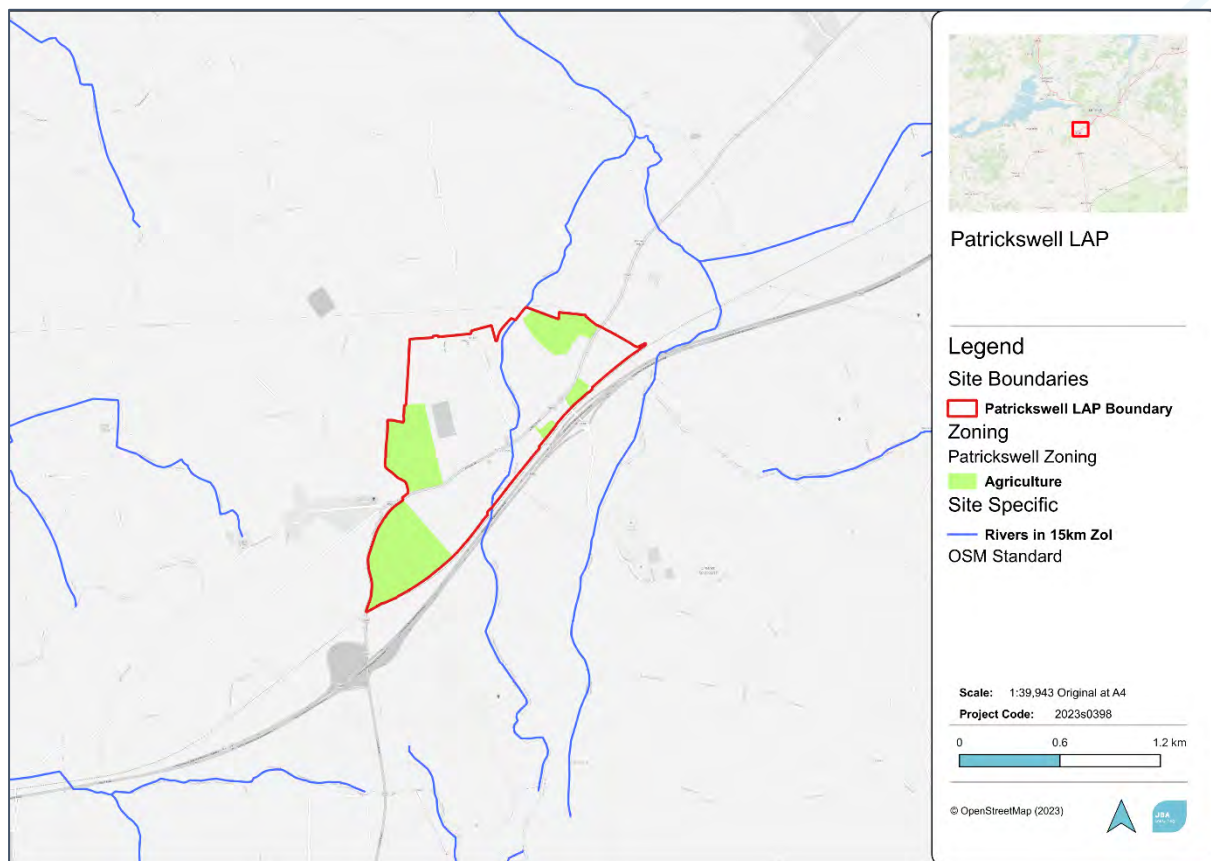 Patrickswell LAP
Legend
Site Boundaries
Patrickswell LAP Boundary
Zoning
Patrickswell Zoning
Agriculture
Site Specific
Rivers in 15km ZoI
OSM Standard
Scale: 1:39,943 Original at A4
Project Code: 2023s0398
0 0.6 1.2 km
© OpenStreetMap (2023)
JBA